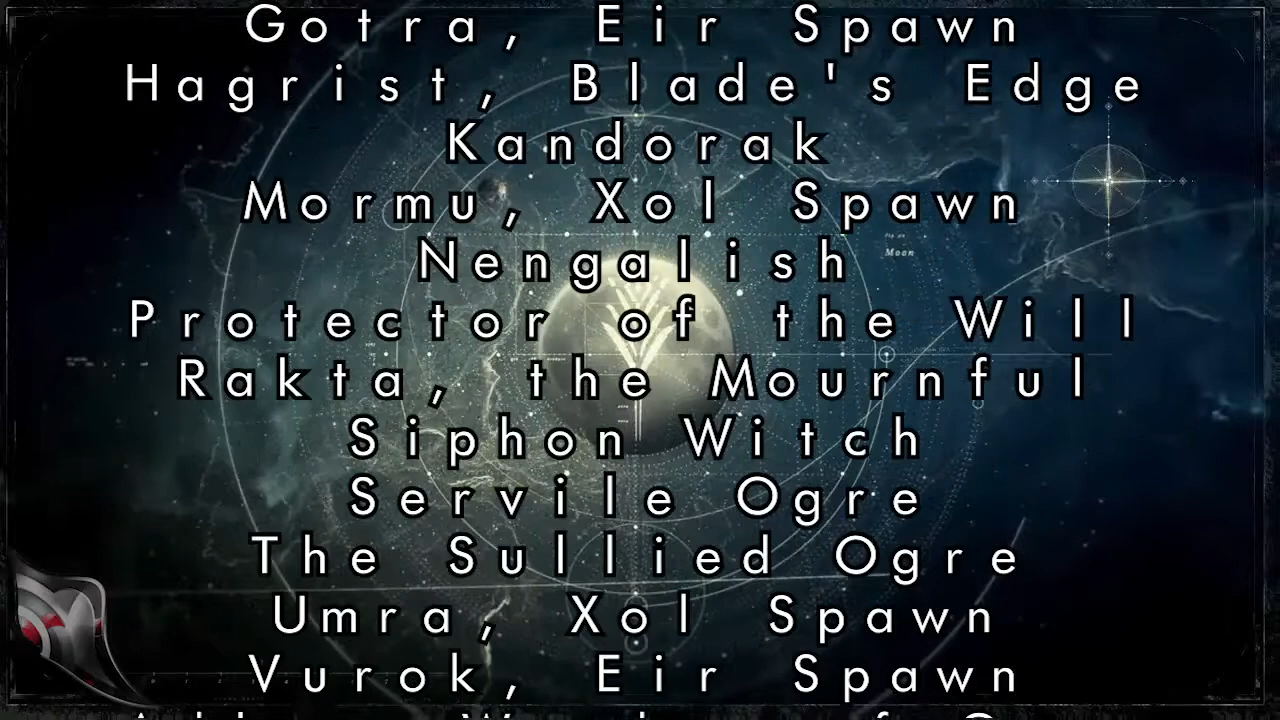 Gotra, Eir Spawn
Hagrist, Blade's Edge
Kandorak
Mormu, Xol Spawn
Nengalish
Moon
Protector of the Will
Rakta, the Mournful
Siphon Witch
Servile Ogre
The Sullied Ogre
Umra, Xol Spawn
Vurok, Eir Spawn